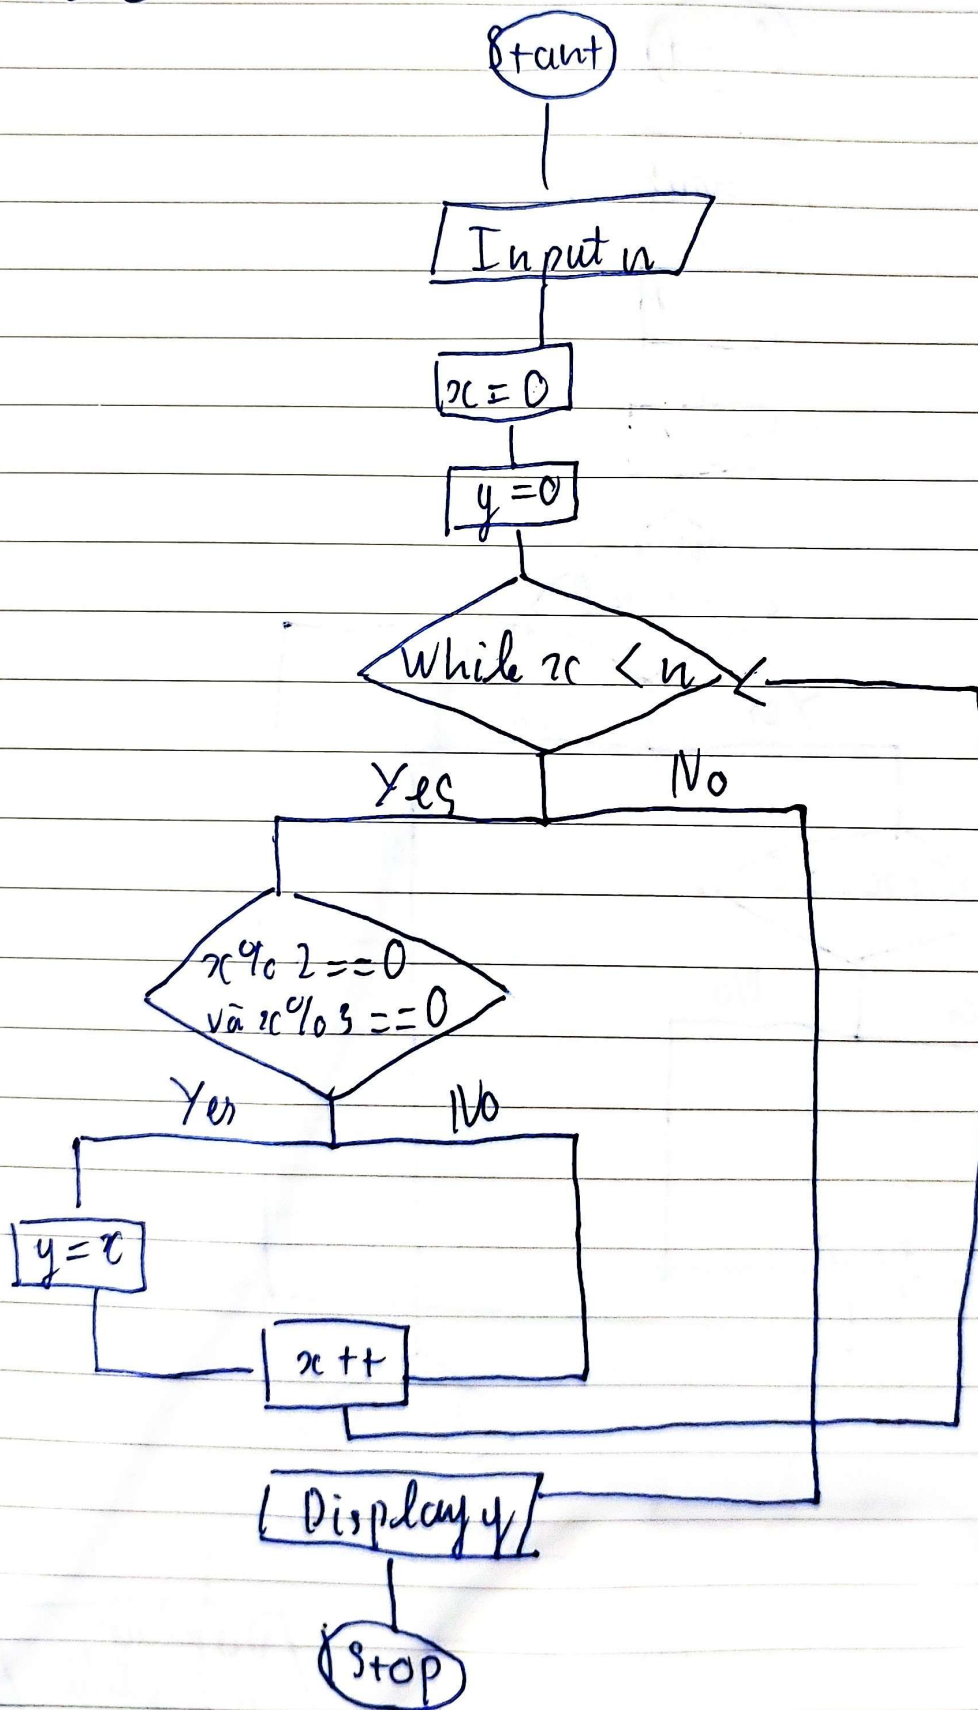 Start
Input n
x = 0
y = 0
While x < n
Yes
No
x % 2 == 0
và x % 3 == 0
Yes
No
y = x
x ++
Display y
Stop